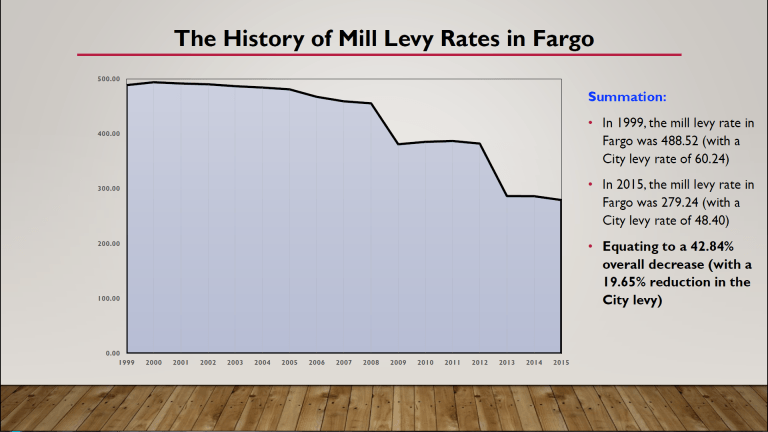 The History of Mill Levy Rates in Fargo
500.00
400.00
300.00
200.00
100.00
0.00
1999 2000 2001 2002 2003 2004 2005 2006 2007 2008 2009 2010 2011 2012 2013 2014 2015
Summation:
• In 1999, the mill levy rate in
Fargo was 488.52 (with a
City levy rate of 60.24)
• In 2015, the mill levy rate in
Fargo was 279.24 (with a
City levy rate of 48.40)
• Equating to a 42.84%
overall decrease (with a
19.65% reduction in the
City levy)